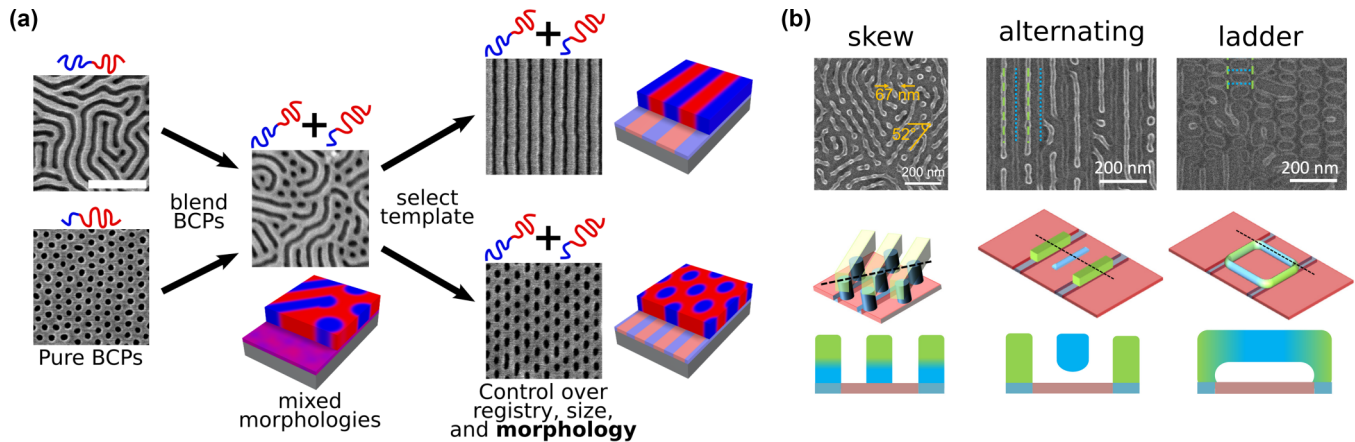 (a)
blend
BCPs
Pure BCPs
mixed
morphologies
select
template
Control over
registry, size,
and morphology
(b)
skew
alternating
ladder
67 nm
52°
200 nm
200 nm
200 nm